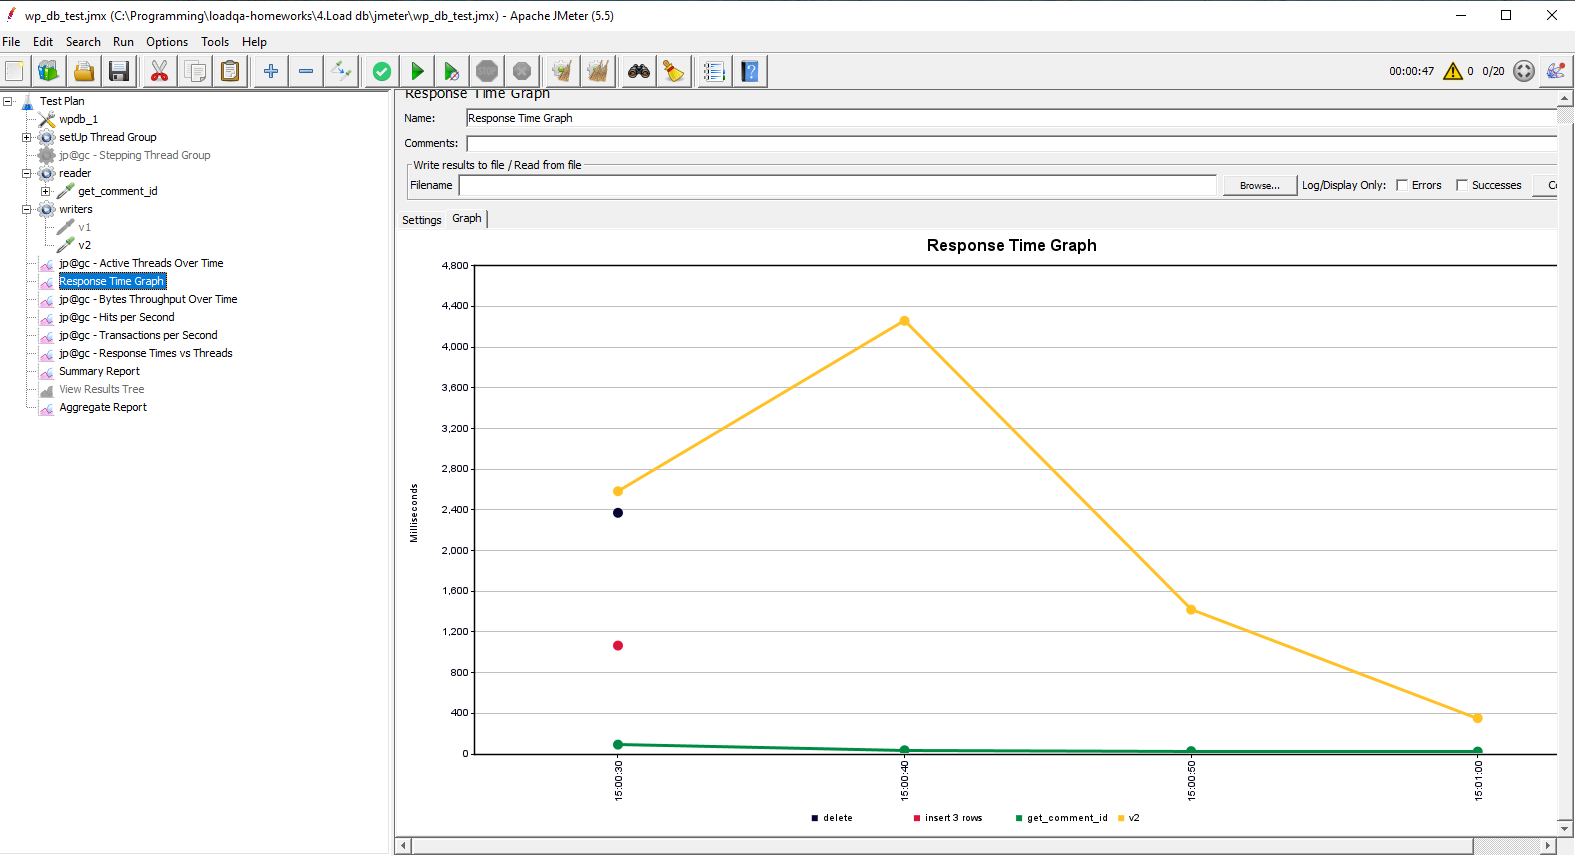 wp_db_test.jmx (C:\Programming\loadqa-homeworks\4.Load db\jmeter\wp_db_test.jmx) - Apache JMeter (5.5)
File Edit Search Run Options Tools Help
STOP
00:00:47 0 0/20
Test Plan
wpdb_1
setUp Thread Group
jp@gc - Stepping Thread Group
reader
get_comment_id
writers
v1
v2
jp@gc - Active Threads Over Time
Response Time Graph
jp@gc - Bytes Throughput Over Time
jp@gc - Hits per Second
jp@gc - Transactions per Second
jp@gc - Response Times vs Threads
Summary Report
View Results Tree
Aggregate Report
Response Time Graph
Name: Response Time Graph
Comments:
Write results to file / Read from file
Filename Browse... Log/Display Only: Errors Successes Co
Settings Graph
Response Time Graph
4,800
4,400
4,000
3,600
3,200
2,800
2,400
2,000
1,600
1,200
800
400
0
Milliseconds
15:00:30 15:00:40 15:00:50 15:01:00
delete insert 3 rows get_comment_id v2